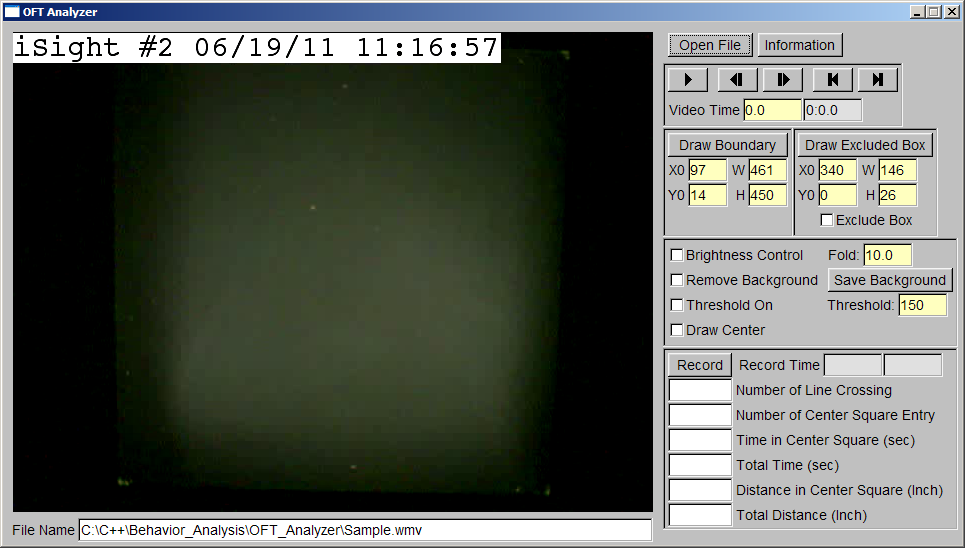 OFT Analyzer
iSight #2 06/19/11 11:16:57
Open File Information
Video Time 0.0 0:0.0
Draw Boundary Draw Excluded Box
X0 97 W 461 X0 340 W 146
Y0 14 H 450 Y0 0 H 26
Exclude Box
Brightness Control Fold: 10.0
Remove Background Save Background
Threshold On Threshold: 150
Draw Center
Record Record Time
Number of Line Crossing
Number of Center Square Entry
Time in Center Square (sec)
Total Time (sec)
Distance in Center Square (Inch)
Total Distance (Inch)
File Name C:\C++\Behavior_Analysis\OFT_Analyzer\Sample.wmv